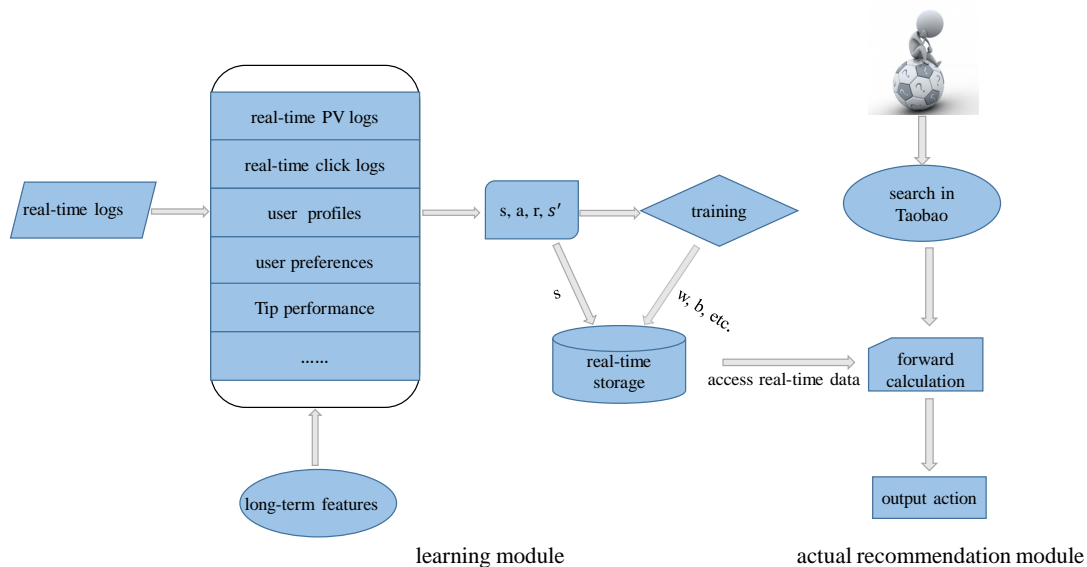 real-time logs
real-time PV logs
real-time click logs
user profiles
user preferences
Tip performance
......
long-term features
s, a, r, s′
training
s
w, b, etc.
real-time
storage
access real-time data
search in
Taobao
forward
calculation
output action
learning module
actual recommendation module